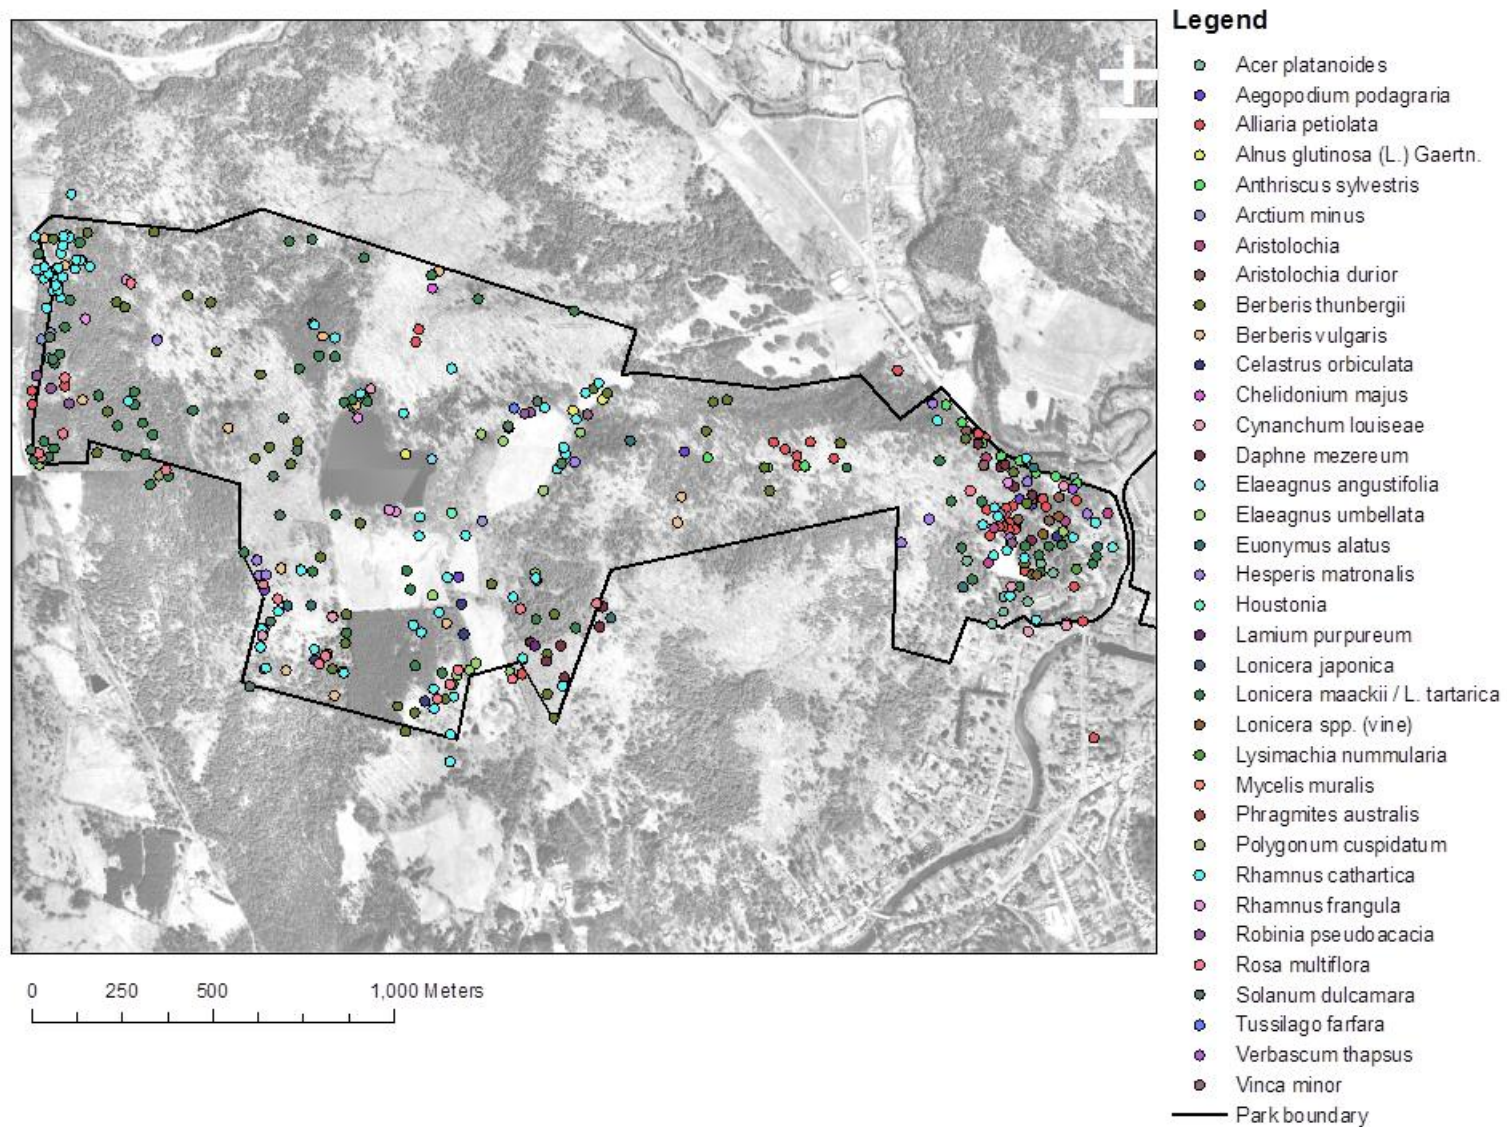 Legend
Acer platanoides
Aegopodium podagraria
Alliaria petiolata
Alnus glutinosa (L.) Gaertn.
Anthriscus sylvestris
Arctium minus
Aristolochia
Aristolochia durior
Berberis thunbergii
Berberis vulgaris
Celastrus orbiculata
Chelidonium majus
Cynanchum louiseae
Daphne mezereum
Elaeagnus angustifolia
Elaeagnus umbellata
Euonymus alatus
Hesperis matronalis
Houstonia
Lamium purpureum
Lonicera japonica
Lonicera maackii / L. tartarica
Lonicera spp. (vine)
Lysimachia nummularia
Mycelis muralis
Phragmites australis
Polygonum cuspidatum
Rhamnus cathartica
Rhamnus frangula
Robinia pseudoacacia
Rosa multiflora
Solanum dulcamara
Tussilago farfara
Verbascum thapsus
Vinca minor
Park boundary
0 250 500 1,000 Meters